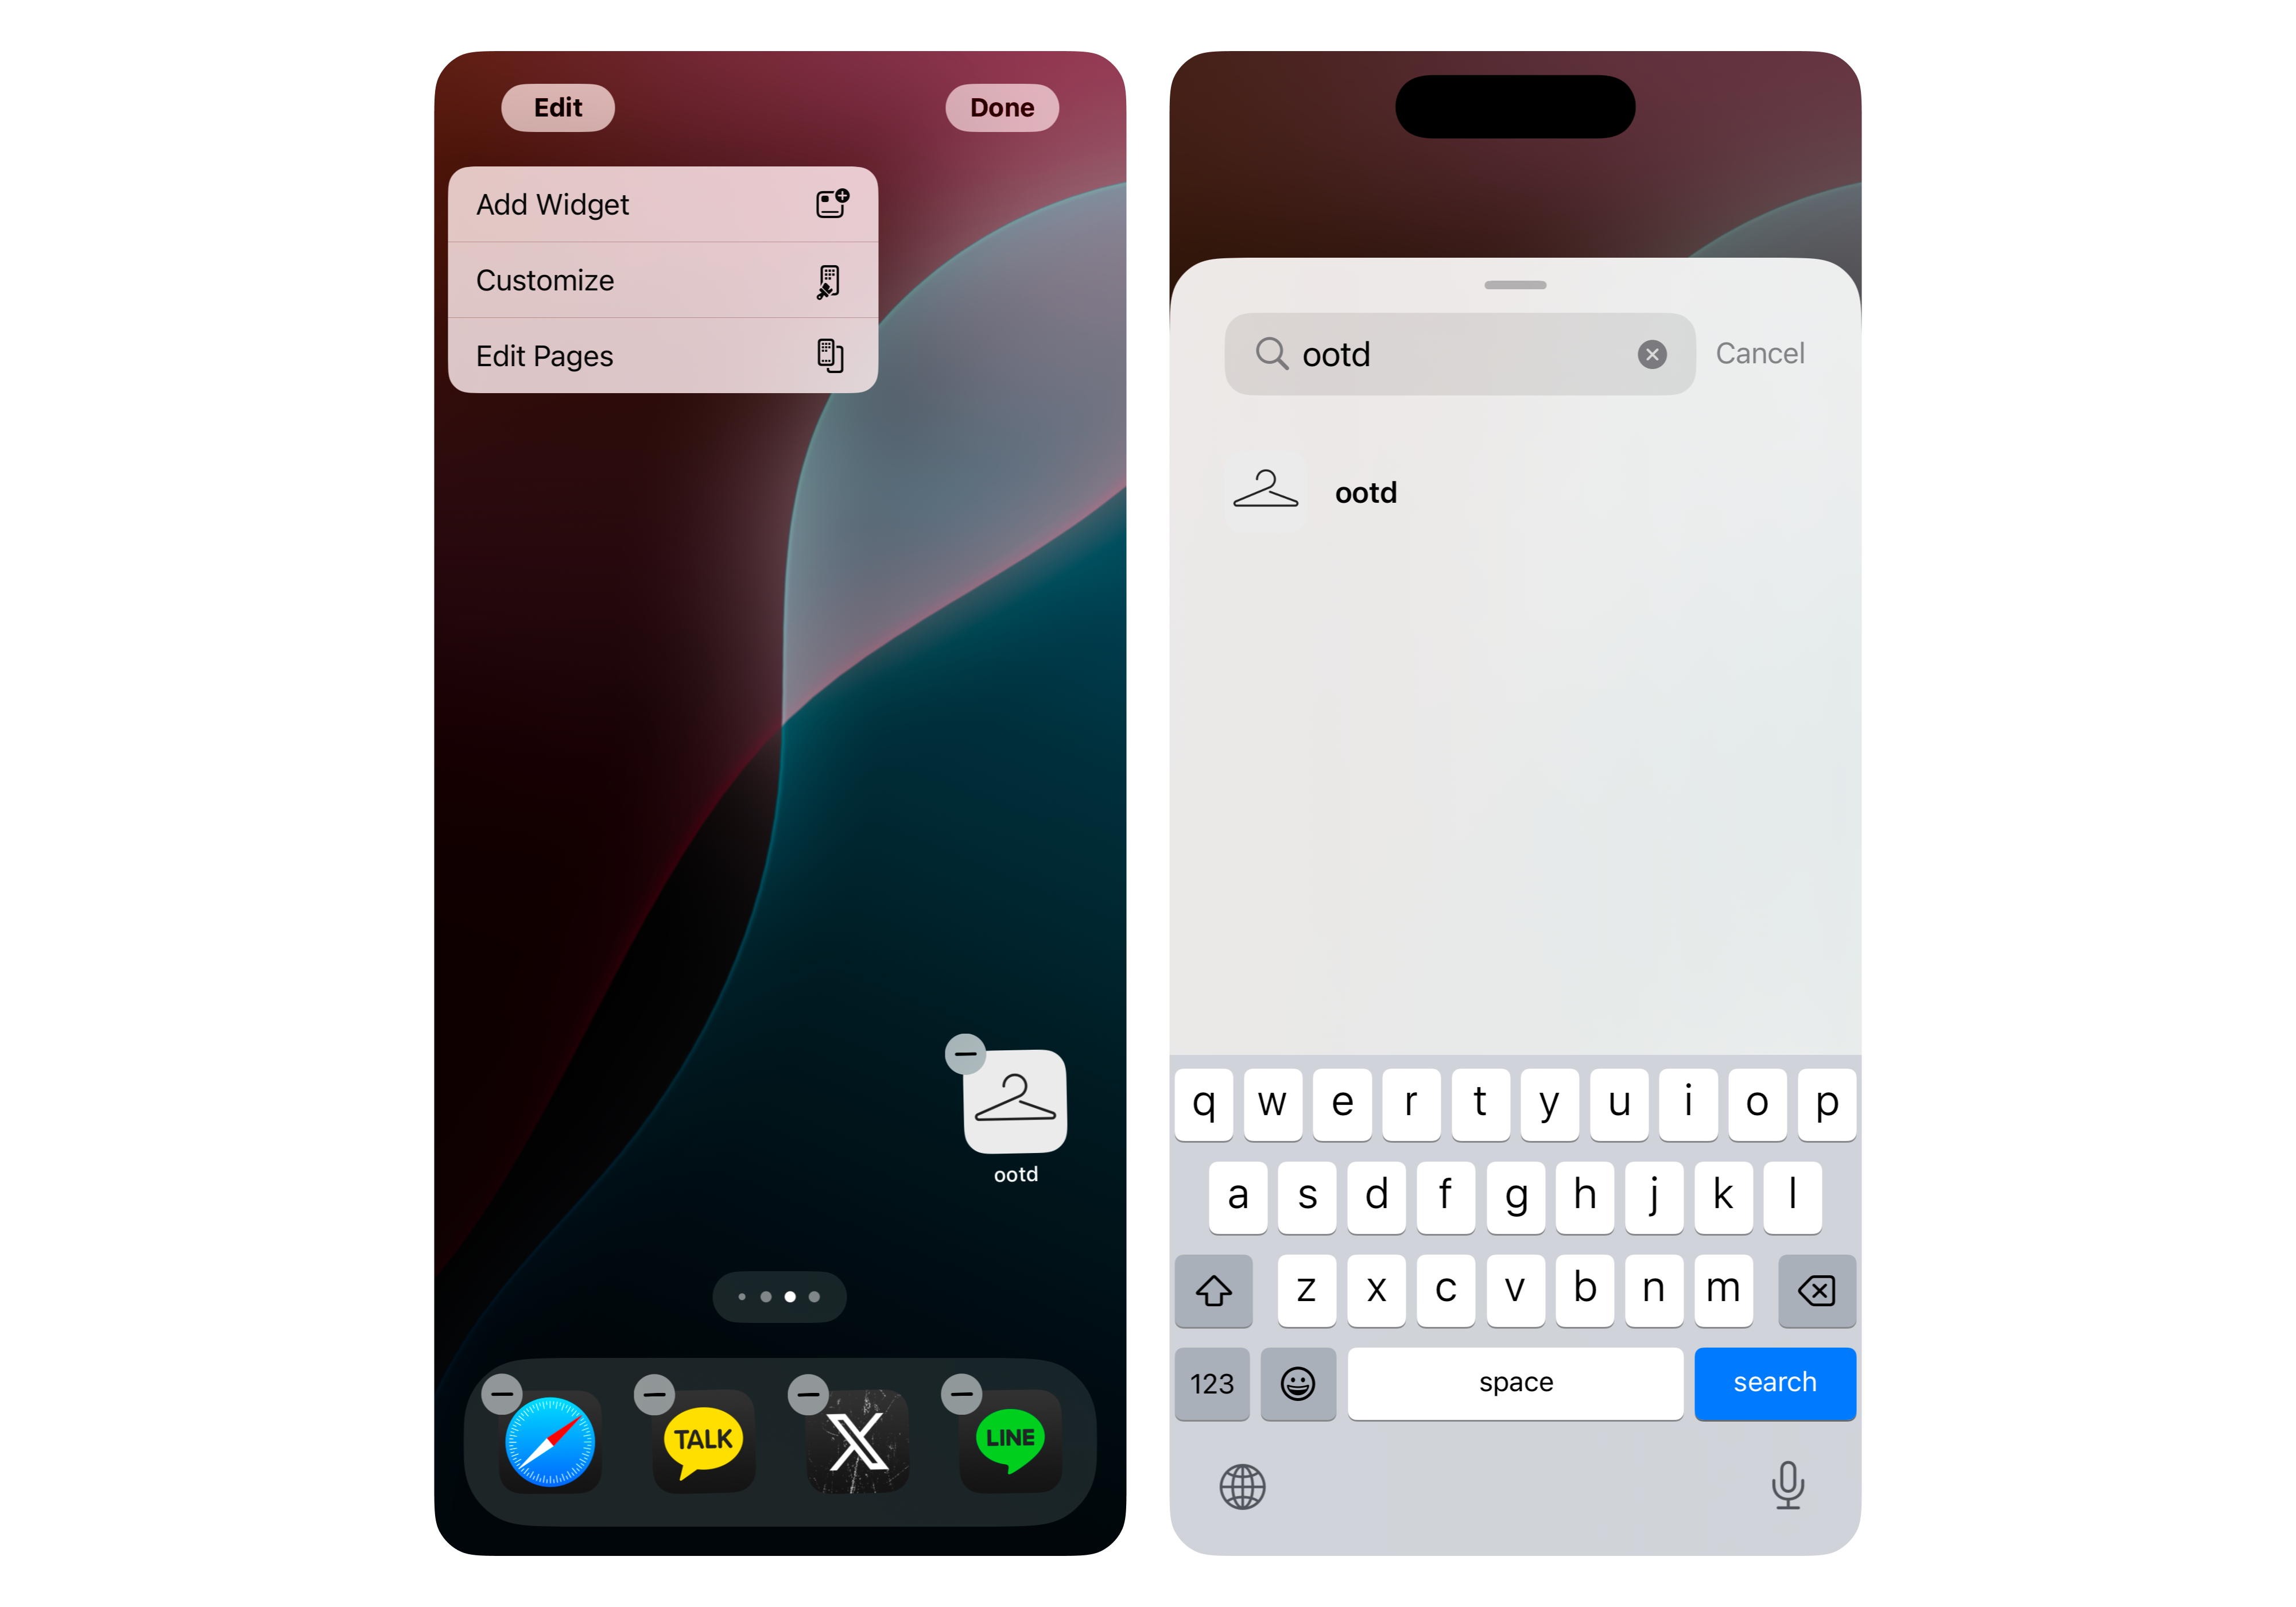 Edit
Done
Add Widget
Customize
Edit Pages
ootd
TALK
X
LINE
ootd
Cancel
ootd
q w e r t y u i o p
a s d f g h j k l
z x c v b n m
123
space
search